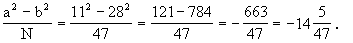 (a² − b²)/N = (11² − 28²)/47 = (121 − 784)/47 = −663/47 = −14 5/47 .